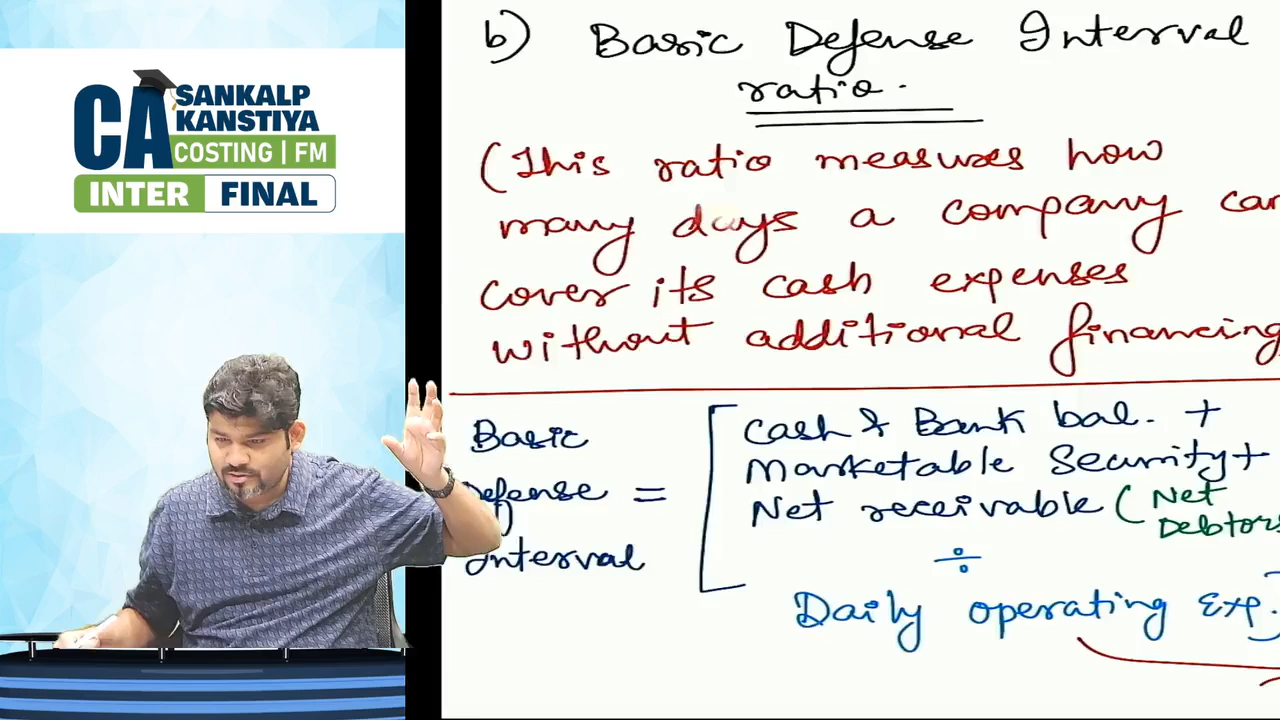 CA SANKALP KANSTIYA
COSTING | FM
INTER FINAL
b) Basic Defense Interval
ratio.
(This ratio measures how
many days a company can
cover its cash expenses
without additional financing
Basic Defense Interval = [ Cash & Bank bal. +
Marketable Security +
Net receivable ( Net Debtors
÷
Daily operating Exp. ]